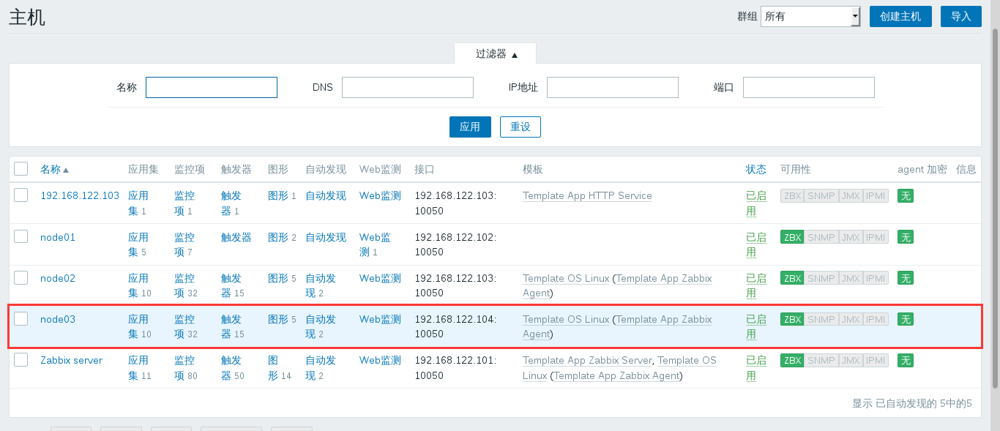 主机 群组 所有 创建主机 导入
过滤器 ▲
名称 DNS IP地址 端口
应用 重设
名称▲ 应用集 监控项 触发器 图形 自动发现 Web监测 接口 模板 状态 可用性 agent 加密 信息
192.168.122.103 应用 监控 触发 图形 1 自动发现 Web监测 192.168.122.103: Template App HTTP Service 已启 ZBX SNMP JMX IPMI 无
集 1 项 1 器 1 10050 用
node01 应用 监控 触发器 图形 2 自动发现 Web监 192.168.122.102: 已启 ZBX SNMP JMX IPMI 无
集 5 项 7 测 1 10050 用
node02 应用 监控 触发 图形 5 自动发 Web监测 192.168.122.103: Template OS Linux (Template App Zabbix 已启 ZBX SNMP JMX IPMI 无
集 10 项 32 器 15 现 2 10050 Agent) 用
node03 应用 监控 触发 图形 5 自动发 Web监测 192.168.122.104: Template OS Linux (Template App Zabbix 已启 ZBX SNMP JMX IPMI 无
集 10 项 32 器 15 现 2 10050 Agent) 用
Zabbix server 应用 监控 触发 图 自动发 Web监测 192.168.122.101: Template App Zabbix Server, Template OS 已启 ZBX SNMP JMX IPMI 无
集 11 项 80 器 50 形 14 现 2 10050 Linux (Template App Zabbix Agent) 用
显示 已自动发现的 5中的5